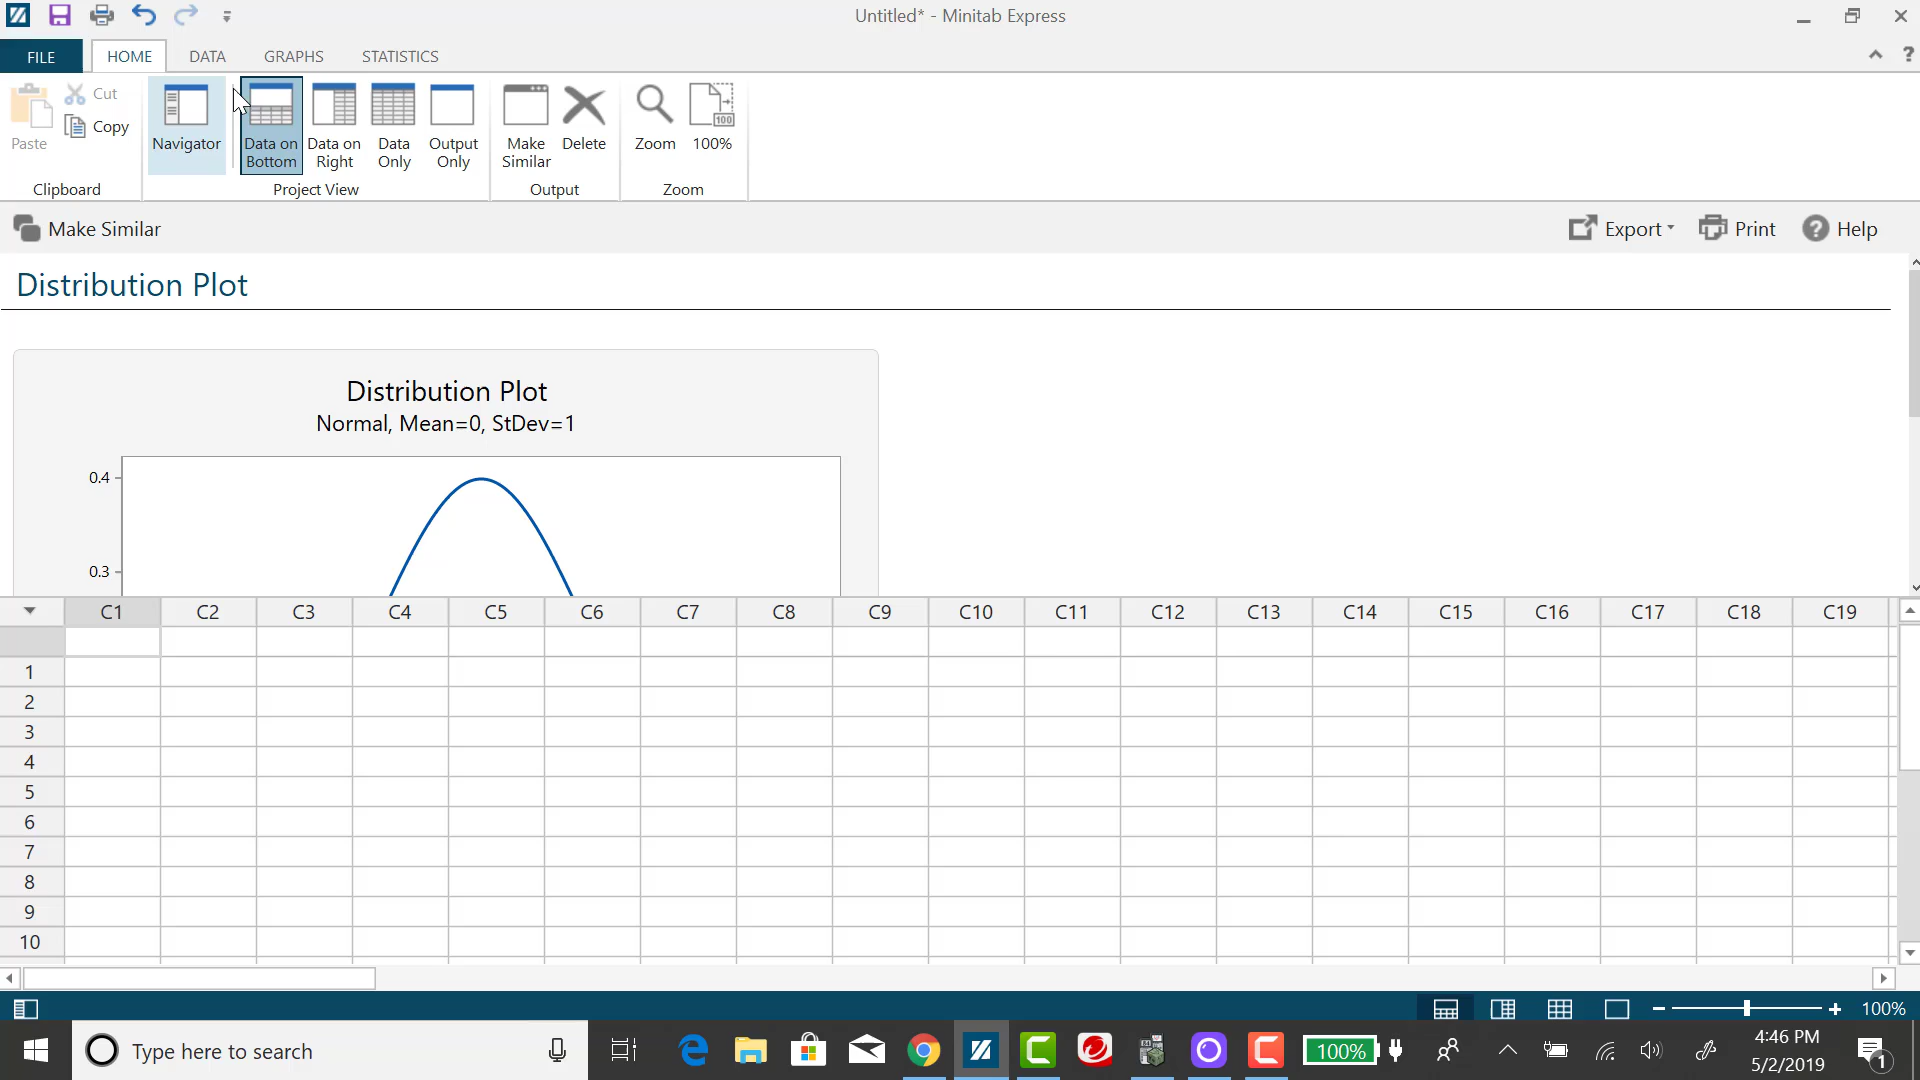 Untitled* - Minitab Express
FILE HOME DATA GRAPHS STATISTICS
?
Paste
Cut
Copy
Clipboard
Navigator
Data on Bottom
Data on Right
Data Only
Output Only
Project View
Make Similar
Delete
Output
Zoom
100
100%
Zoom
Make Similar
Export
Print
? Help
Distribution Plot
Distribution Plot
Normal, Mean=0, StDev=1
0.4
0.3
C1 C2 C3 C4 C5 C6 C7 C8 C9 C10 C11 C12 C13 C14 C15 C16 C17 C18 C19
1
2
3
4
5
6
7
8
9
10
100%
Type here to search
100%
4:46 PM
5/2/2019
1